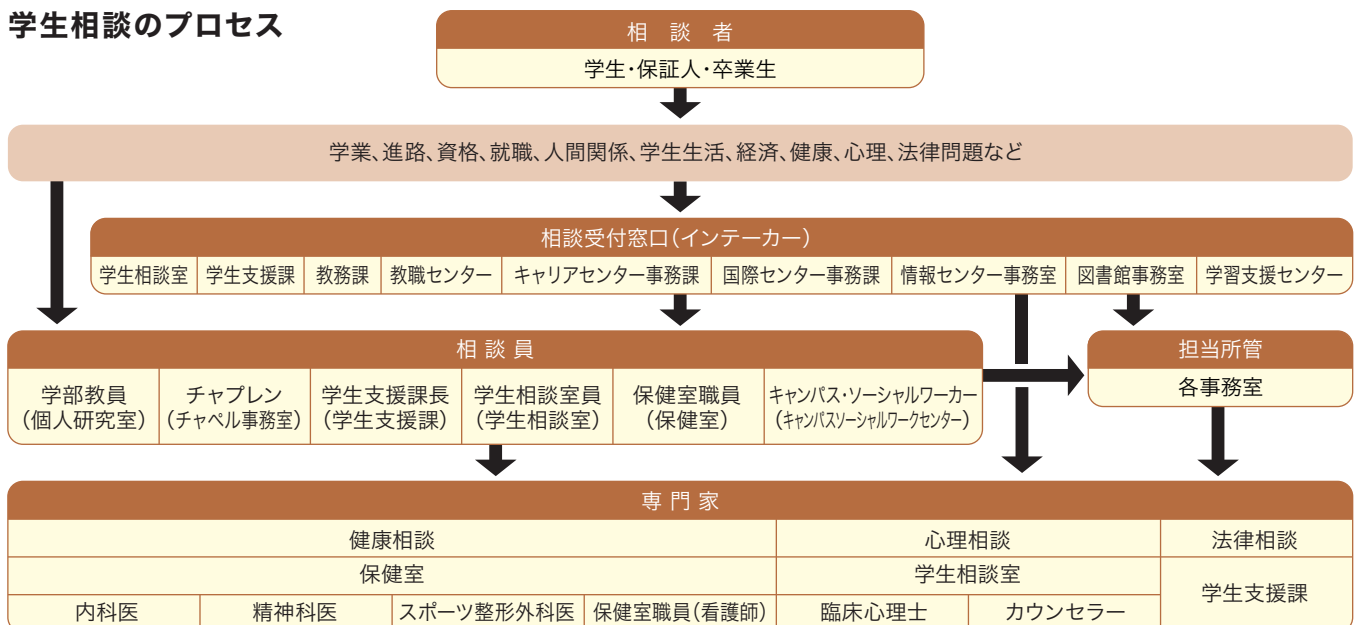 学生相談のプロセス
相談者
学生・保証人・卒業生
学業、進路、資格、就職、人間関係、学生生活、経済、健康、心理、法律問題など
相談受付窓口(インテーカー)
学生相談室 学生支援課 教務課 教職センター キャリアセンター事務課 国際センター事務課 情報センター事務室 図書館事務室 学習支援センター
相談員
学部教員 チャプレン 学生支援課長 学生相談室員 保健室職員 キャンパス・ソーシャルワーカー
(個人研究室) (チャペル事務室) (学生支援課) (学生相談室) (保健室) (キャンパスソーシャルワークセンター)
担当所管
各事務室
専門家
健康相談 心理相談 法律相談
保健室 学生相談室
学生支援課
内科医 精神科医 スポーツ整形外科医 保健室職員(看護師) 臨床心理士 カウンセラー